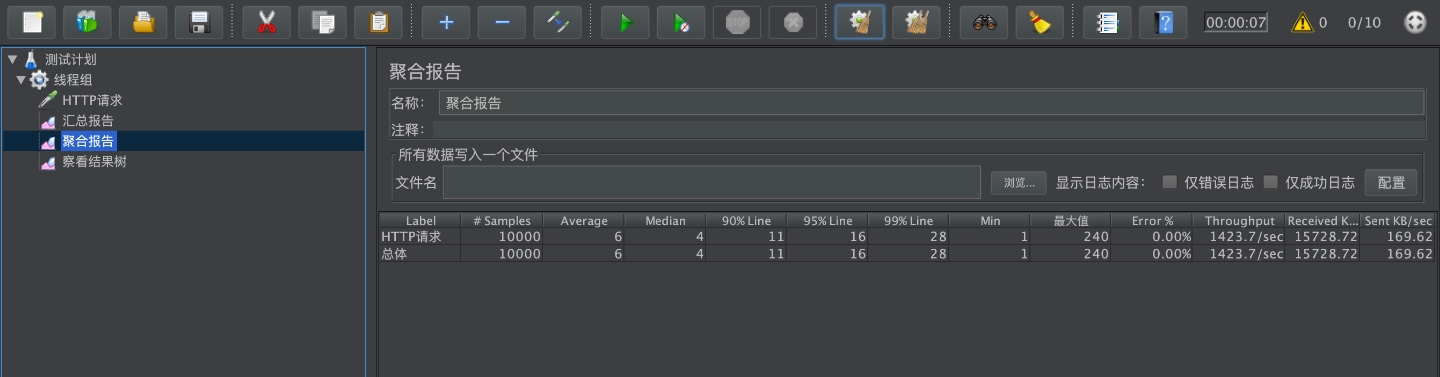 STOP
00:00:07 0 0/10
测试计划
线程组
HTTP请求
汇总报告
聚合报告
察看结果树
聚合报告
名称： 聚合报告
注释：
所有数据写入一个文件
文件名 浏览... 显示日志内容： 仅错误日志 仅成功日志 配置
Label # Samples Average Median 90% Line 95% Line 99% Line Min 最大值 Error % Throughput Received K... Sent KB/sec
HTTP请求 10000 6 4 11 16 28 1 240 0.00% 1423.7/sec 15728.72 169.62
总体 10000 6 4 11 16 28 1 240 0.00% 1423.7/sec 15728.72 169.62